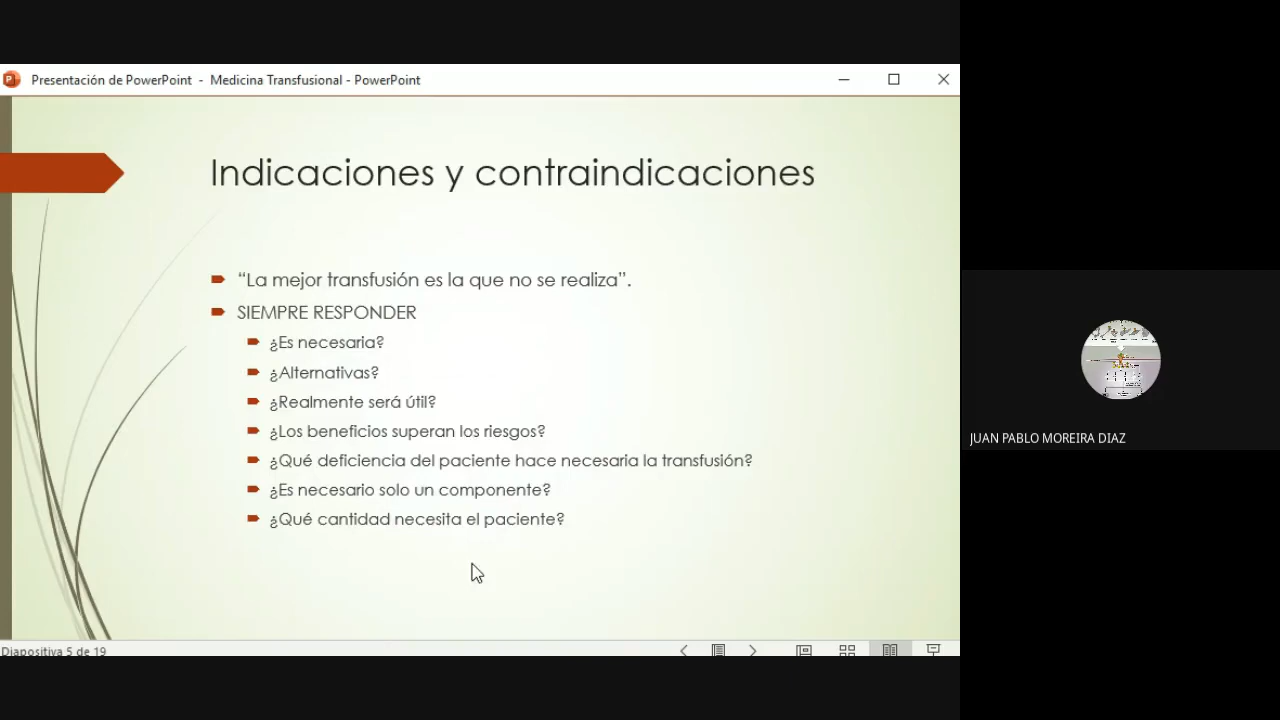 Presentación de PowerPoint - Medicina Transfusional - PowerPoint
Indicaciones y contraindicaciones
“La mejor transfusión es la que no se realiza”.
SIEMPRE RESPONDER
¿Es necesaria?
¿Alternativas?
¿Realmente será útil?
¿Los beneficios superan los riesgos?
¿Qué deficiencia del paciente hace necesaria la transfusión?
¿Es necesario solo un componente?
¿Qué cantidad necesita el paciente?
Diapositiva 5 de 19
JUAN PABLO MOREIRA DIAZ